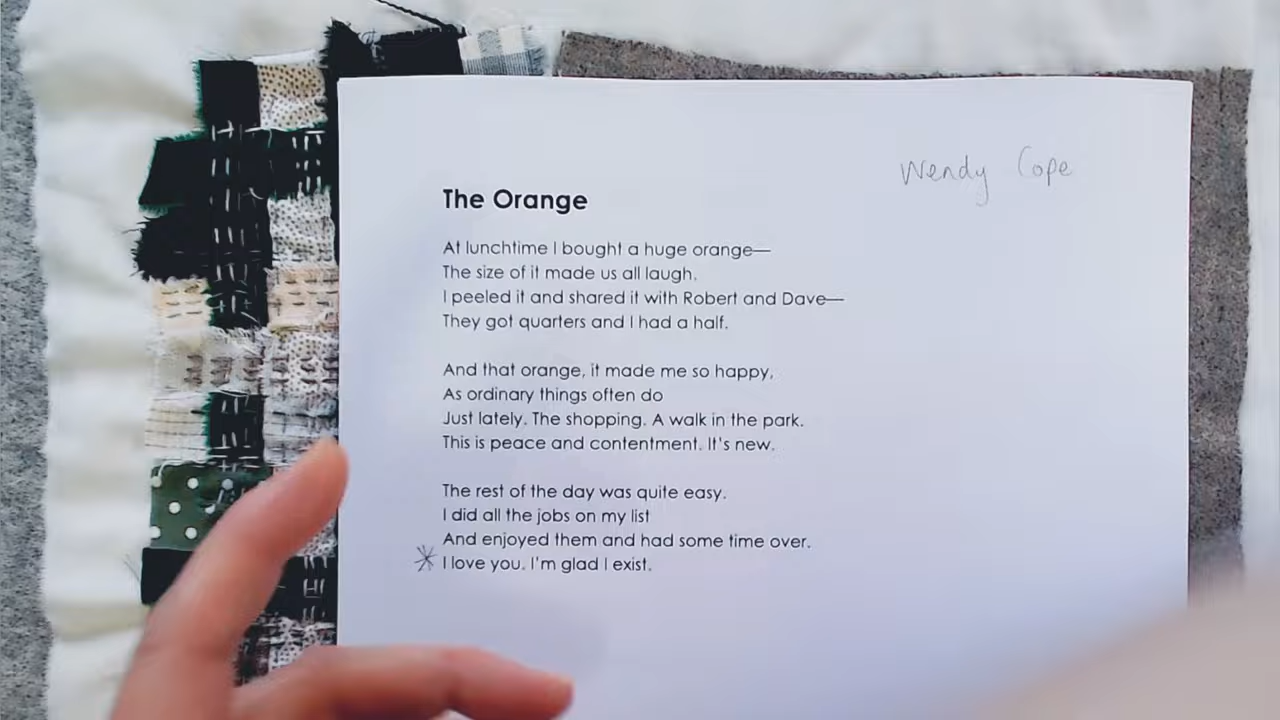 Wendy Cope
The Orange
At lunchtime I bought a huge orange—
The size of it made us all laugh.
I peeled it and shared it with Robert and Dave—
They got quarters and I had a half.
And that orange, it made me so happy,
As ordinary things often do
Just lately. The shopping. A walk in the park.
This is peace and contentment. It's new.
The rest of the day was quite easy.
I did all the jobs on my list
And enjoyed them and had some time over.
* I love you. I'm glad I exist.